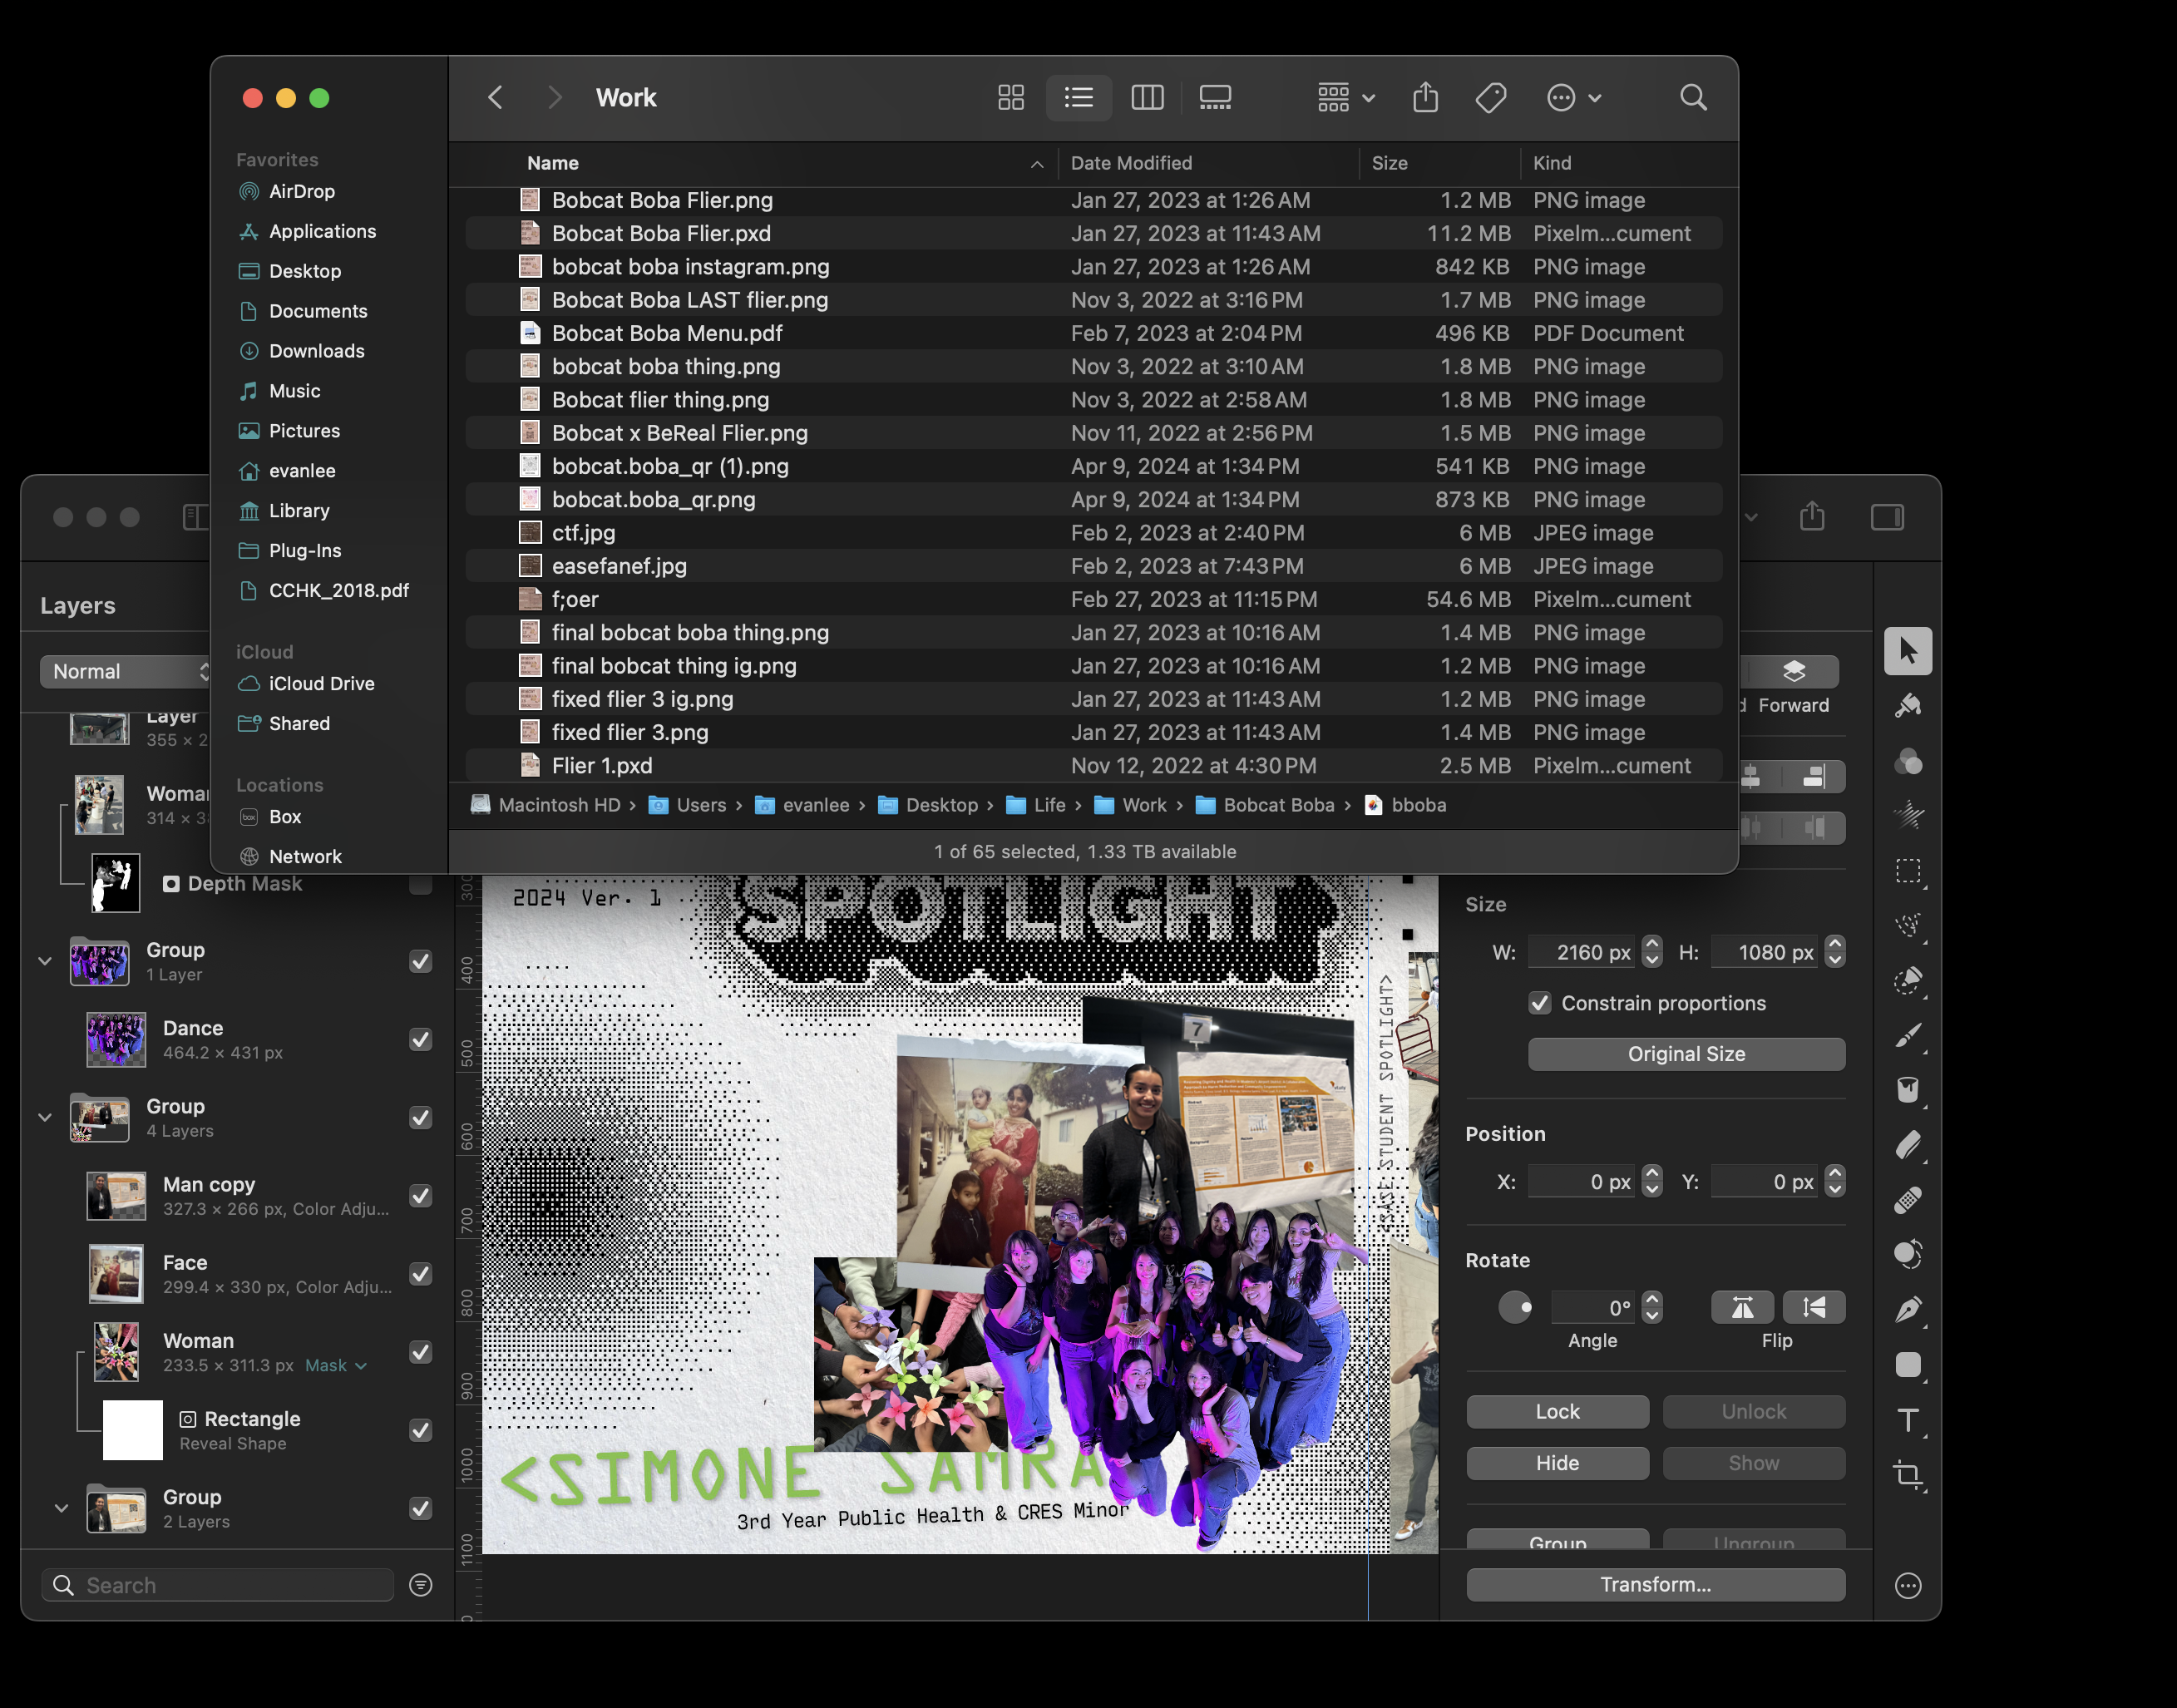 Work
Favorites
AirDrop
Applications
Desktop
Documents
Downloads
Music
Pictures
evanlee
Library
Plug-Ins
CCHK_2018.pdf
iCloud
iCloud Drive
Shared
Locations
Box
Network
Name Date Modified Size Kind
Bobcat Boba Flier.png Jan 27, 2023 at 1:26 AM 1.2 MB PNG image
Bobcat Boba Flier.pxd Jan 27, 2023 at 11:43 AM 11.2 MB Pixelm...cument
bobcat boba instagram.png Jan 27, 2023 at 1:26 AM 842 KB PNG image
Bobcat Boba LAST flier.png Nov 3, 2022 at 3:16 PM 1.7 MB PNG image
Bobcat Boba Menu.pdf Feb 7, 2023 at 2:04 PM 496 KB PDF Document
bobcat boba thing.png Nov 3, 2022 at 3:10 AM 1.8 MB PNG image
Bobcat flier thing.png Nov 3, 2022 at 2:58 AM 1.8 MB PNG image
Bobcat x BeReal Flier.png Nov 11, 2022 at 2:56 PM 1.5 MB PNG image
bobcat.boba_qr (1).png Apr 9, 2024 at 1:34 PM 541 KB PNG image
bobcat.boba_qr.png Apr 9, 2024 at 1:34 PM 873 KB PNG image
ctf.jpg Feb 2, 2023 at 2:40 PM 6 MB JPEG image
easefanef.jpg Feb 2, 2023 at 7:43 PM 6 MB JPEG image
f;oer Feb 27, 2023 at 11:15 PM 54.6 MB Pixelm...cument
final bobcat boba thing.png Jan 27, 2023 at 10:16 AM 1.4 MB PNG image
final bobcat thing ig.png Jan 27, 2023 at 10:16 AM 1.2 MB PNG image
fixed flier 3 ig.png Jan 27, 2023 at 11:43 AM 1.2 MB PNG image
fixed flier 3.png Jan 27, 2023 at 11:43 AM 1.4 MB PNG image
Flier 1.pxd Nov 12, 2022 at 4:30 PM 2.5 MB Pixelm...cument
Macintosh HD › Users › evanlee › Desktop › Life › Work › Bobcat Boba › bboba
1 of 65 selected, 1.33 TB available
Layers
Normal
Layer
355 × 2
Woman
314 × 38
Depth Mask
Group
1 Layer
Dance
464.2 × 431 px
Group
4 Layers
Man copy
327.3 × 266 px, Color Adju...
Face
299.4 × 330 px, Color Adju...
Woman
233.5 × 311.3 px Mask
Rectangle
Reveal Shape
Group
2 Layers
Search
300
400
500
600
700
800
900
1000
1100
2024 Ver. 1
SPOTLIGHT
7
STUDENT SPOTLIGHT>
<SIMONE SAMRA
3rd Year Public Health & CRES Minor
d Forward
Size
W: 2160 px H: 1080 px
Constrain proportions
Original Size
Position
X: 0 px Y: 0 px
Rotate
0°
Angle Flip
Lock Unlock
Hide Show
Group Ungroup
Transform...